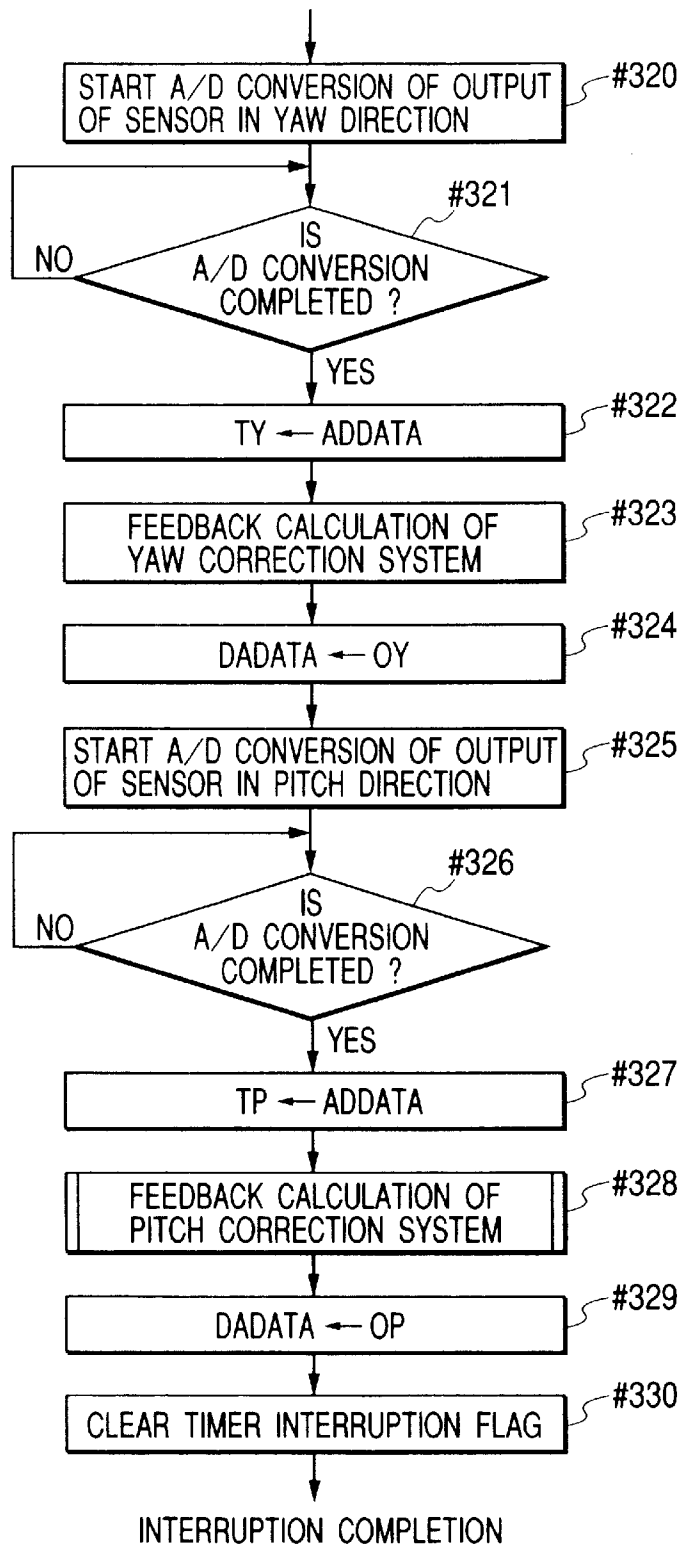 START A/D CONVERSION OF OUTPUT
OF SENSOR IN YAW DIRECTION
#320
#321
IS
A/D CONVERSION
COMPLETED ?
NO
YES
TY ← ADDATA
#322
FEEDBACK CALCULATION OF
YAW CORRECTION SYSTEM
#323
DADATA ← OY
#324
START A/D CONVERSION OF OUTPUT
OF SENSOR IN PITCH DIRECTION
#325
#326
IS
A/D CONVERSION
COMPLETED ?
NO
YES
TP ← ADDATA
#327
FEEDBACK CALCULATION OF
PITCH CORRECTION SYSTEM
#328
DADATA ← OP
#329
CLEAR TIMER INTERRUPTION FLAG
#330
INTERRUPTION COMPLETION